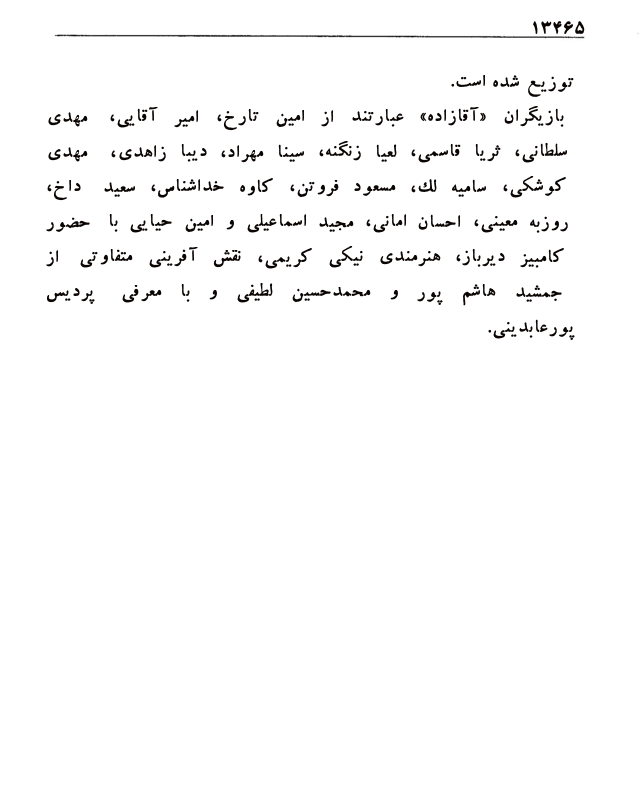 ۱۳۴۶۵
توزیع شده است.
بازیگران «آقازاده» عبارتند از امین تارخ، امیر آقایی، مهدی
سلطانی، ثریا قاسمی، لعیا زنگنه، سینا مهراد، دیبا زاهدی، مهدی
کوشکی، سامیه لك، مسعود فروتن، کاوه خداشناس، سعید داخ،
روزبه معینی، احسان امانی، مجید اسماعیلی و امین حیایی با حضور
کامبیز دیرباز، هنرمندی نیکی کریمی، نقش آفرینی متفاوتی از
جمشید هاشم پور و محمدحسین لطیفی و با معرفی پردیس
پورعابدینی.